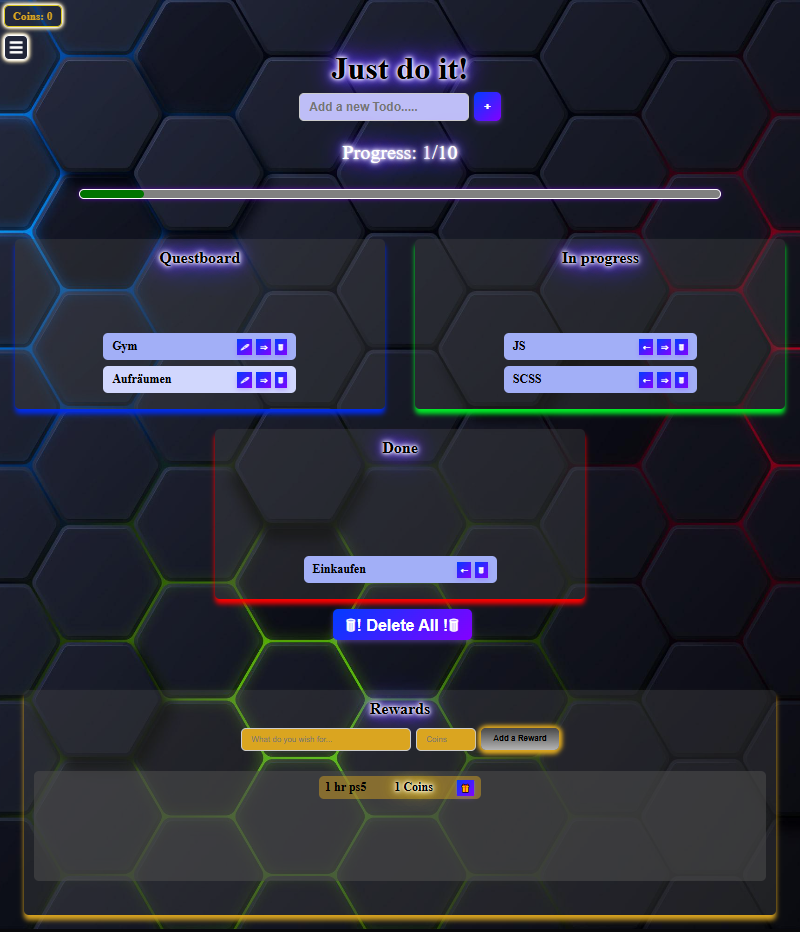 Coins: 0
Just do it!
Add a new Todo.....
+
Progress: 1/10
Questboard
In progress
Gym
JS
Aufräumen
SCSS
Done
Einkaufen
! Delete All !
Rewards
What do you wish for...
Coins
Add a Reward
1 hr ps5
1 Coins